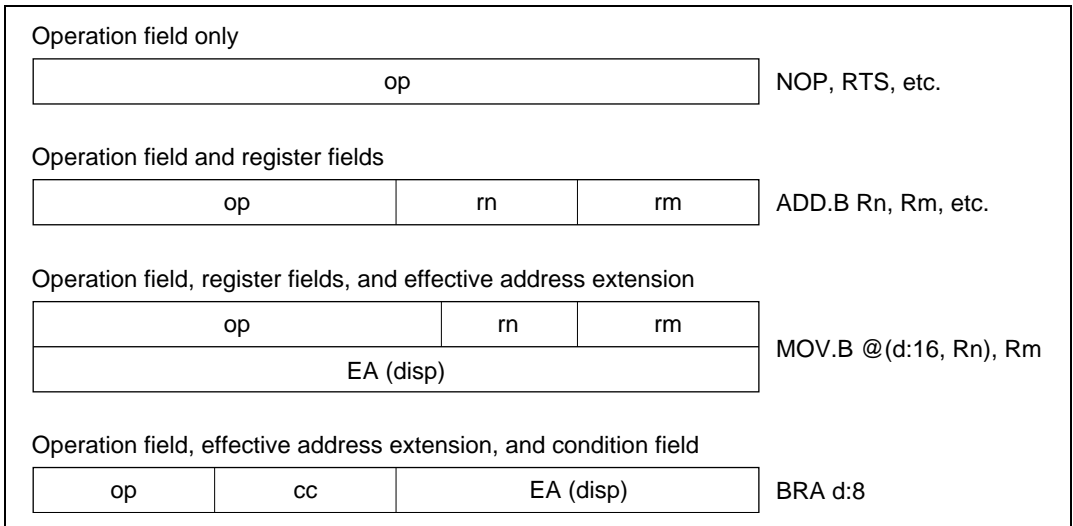 Operation field only
op
NOP, RTS, etc.
Operation field and register fields
op rn rm
ADD.B Rn, Rm, etc.
Operation field, register fields, and effective address extension
op rn rm
EA (disp)
MOV.B @(d:16, Rn), Rm
Operation field, effective address extension, and condition field
op cc EA (disp)
BRA d:8